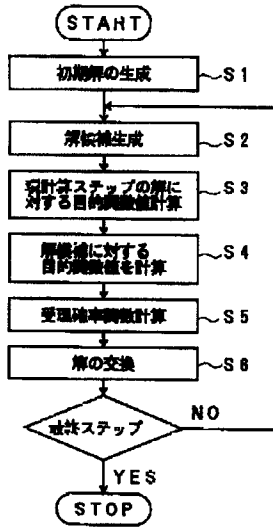 START
初期解の生成
S1
解候補生成
S2
現計算ステップの解に
対する目的関数値計算
S3
解候補に対する
目的関数値を計算
S4
受理確率関数計算
S5
解の交換
S6
最終ステップ
NO
YES
STOP